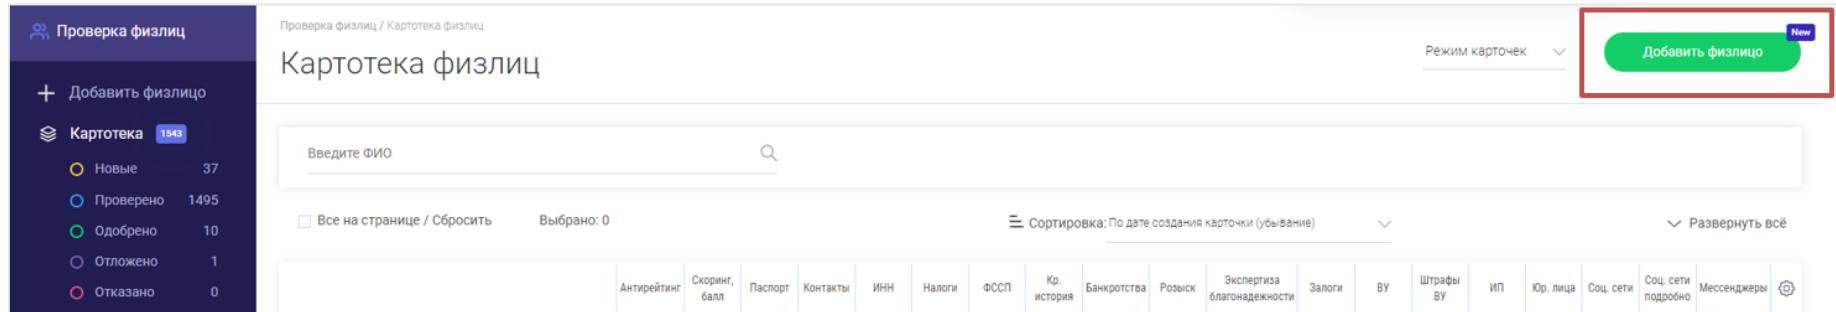 Проверка физлиц
Добавить физлицо
Картотека 1543
Новые 37
Проверено 1495
Одобрено 10
Отложено 1
Отказано 0
Проверка физлиц / Картотека физлиц
Картотека физлиц
Режим карточек
Добавить физлицо
New
Введите ФИО
Все на странице / Сбросить
Выбрано: 0
Сортировка: По дате создания карточки (убывание)
Развернуть всё
Антирейтинг
Скоринг,
балл
Паспорт
Контакты
ИНН
Налоги
ФССП
Кр.
история
Банкротства
Розыск
Экспертиза
благонадежности
Залоги
ВУ
Штрафы
ВУ
ИП
Юр. лица
Соц. сети
Соц. сети
подробно
Мессенджеры